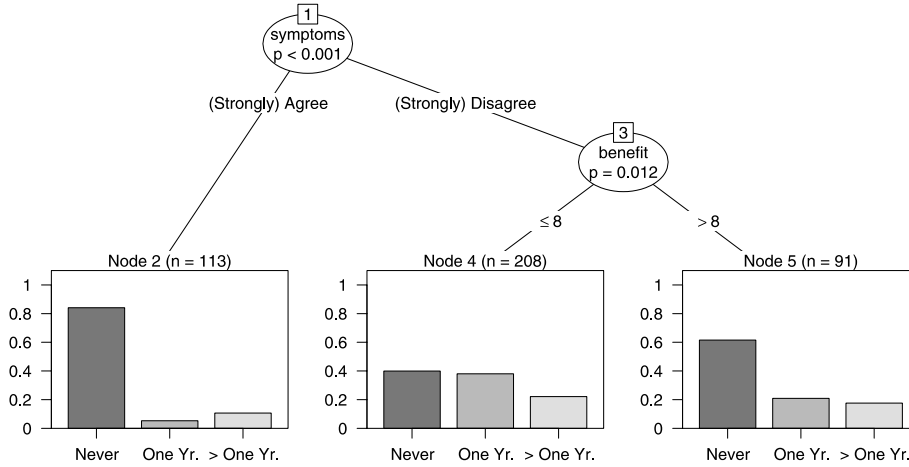 1
symptoms
p < 0.001
(Strongly) Agree
(Strongly) Disagree
3
benefit
p = 0.012
≤ 8
> 8
Node 2 (n = 113)
1
0.8
0.6
0.4
0.2
0
Never One Yr. > One Yr.
Node 4 (n = 208)
1
0.8
0.6
0.4
0.2
0
Never One Yr. > One Yr.
Node 5 (n = 91)
1
0.8
0.6
0.4
0.2
0
Never One Yr. > One Yr.